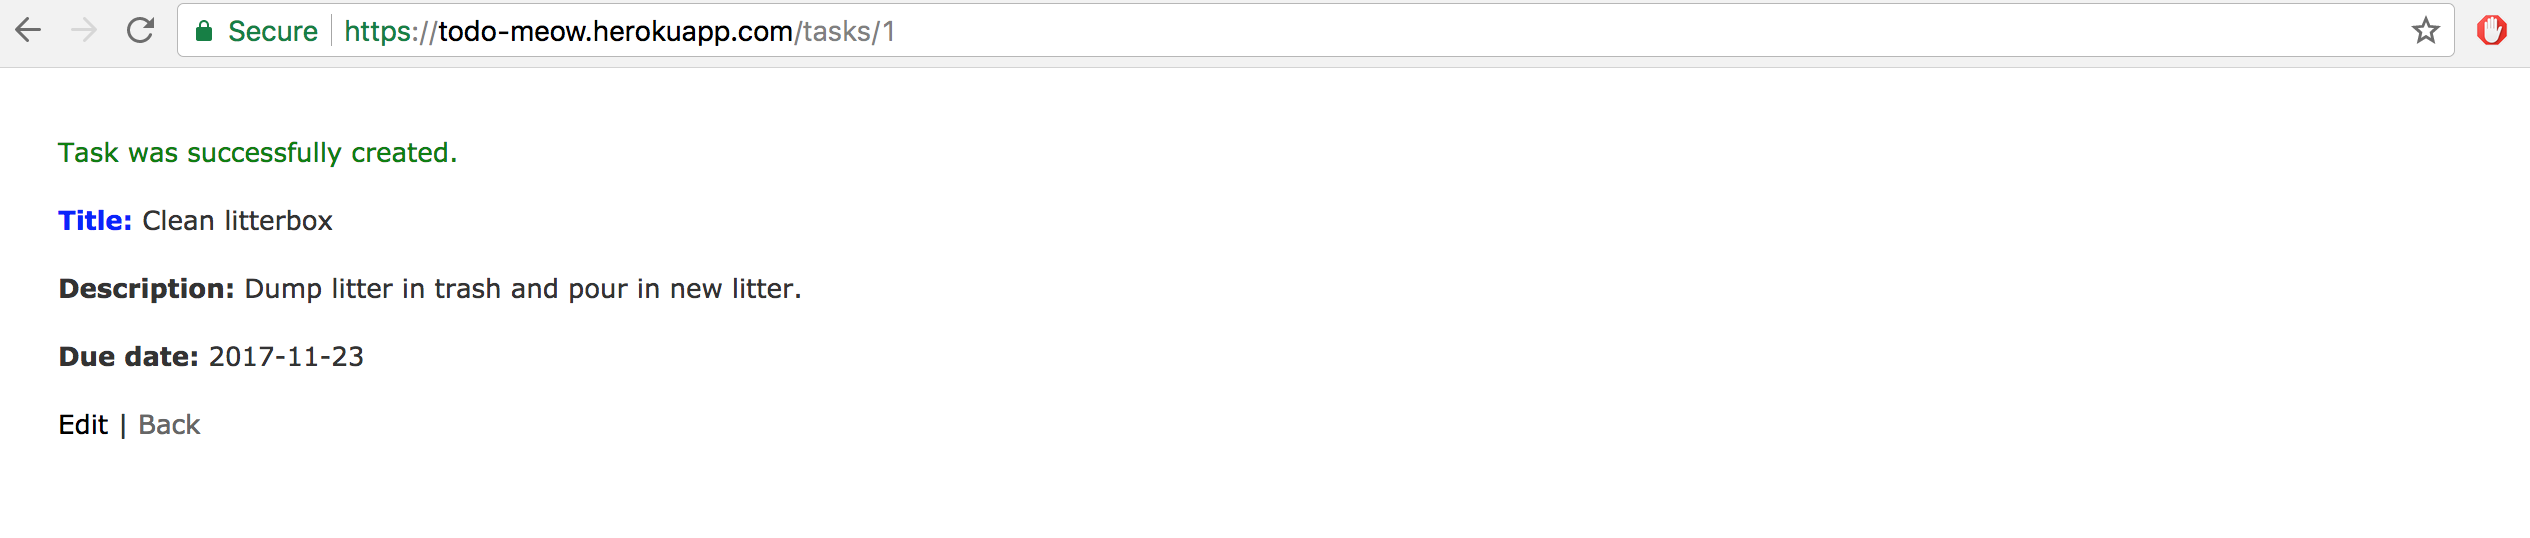 Secure https://todo-meow.herokuapp.com/tasks/1
Task was successfully created.
Title: Clean litterbox
Description: Dump litter in trash and pour in new litter.
Due date: 2017-11-23
Edit | Back